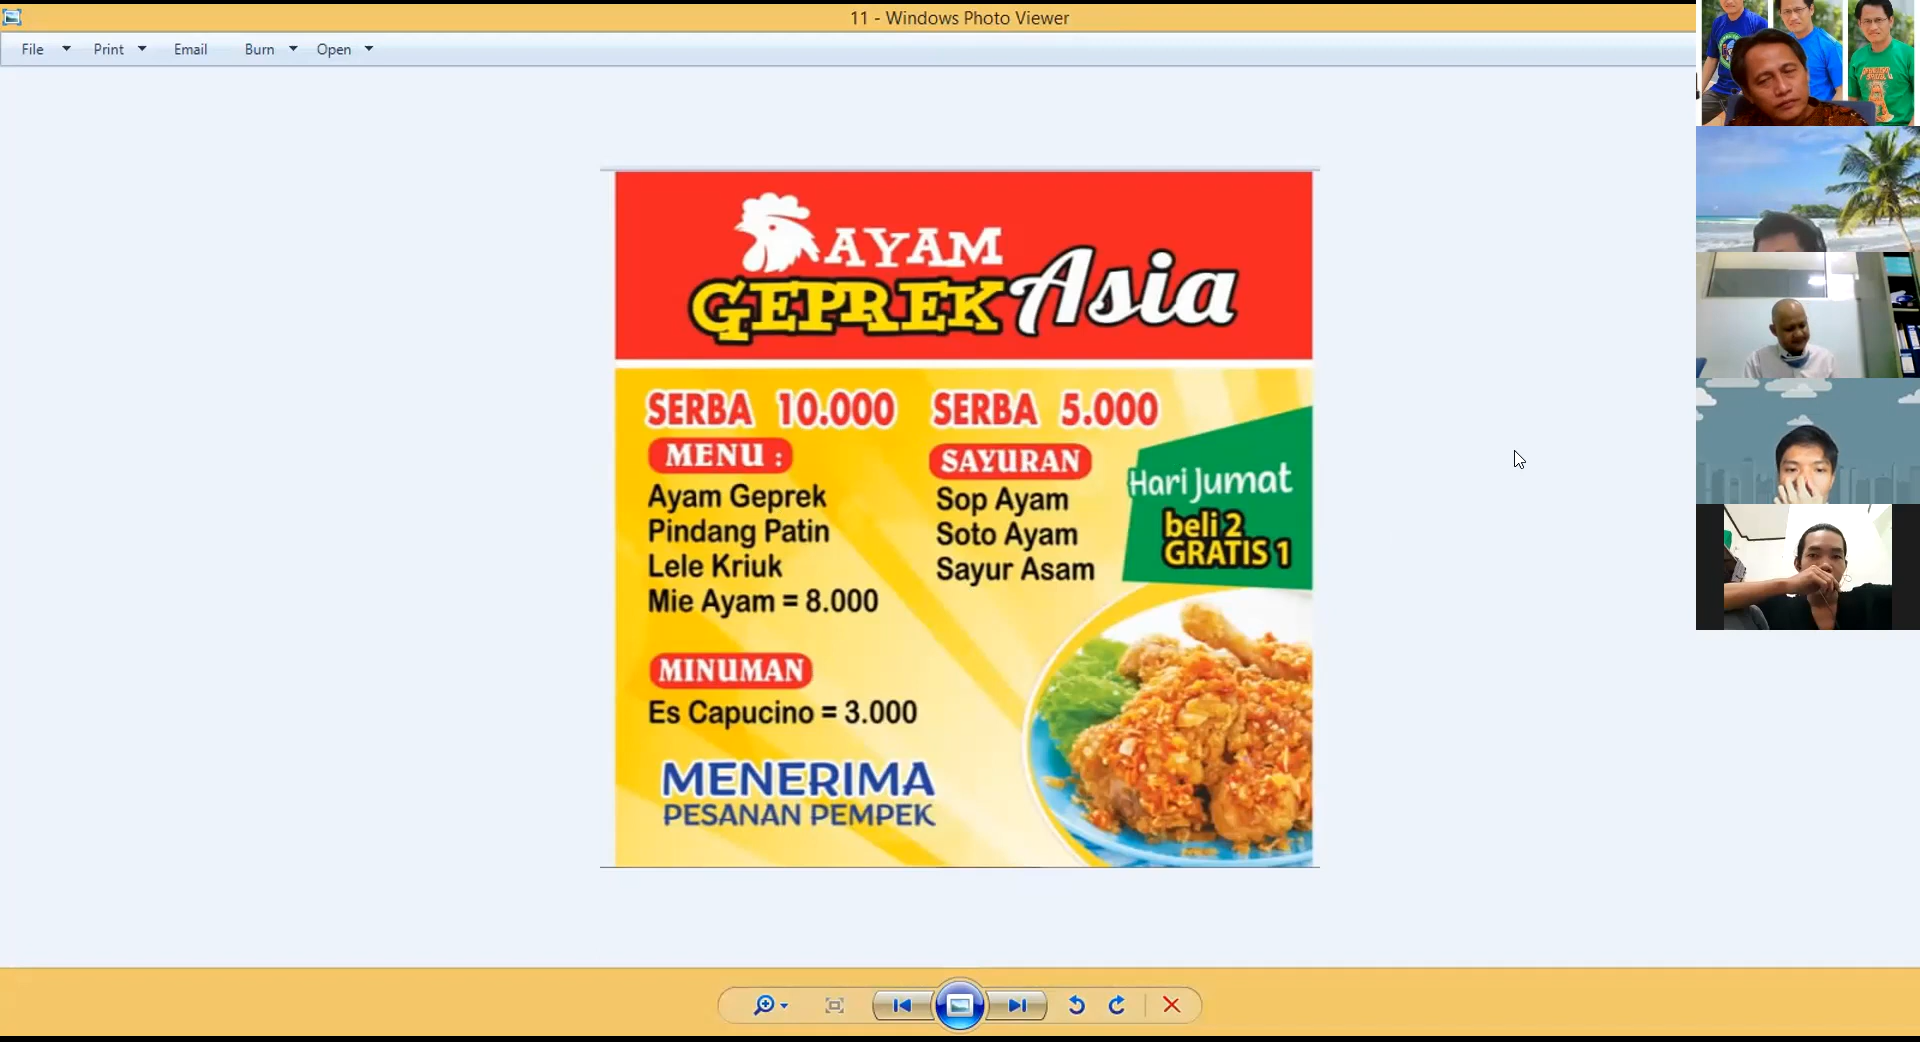 11 - Windows Photo Viewer
File Print Email Burn Open
AYAM
GEPREK Asia
SERBA 10.000
MENU :
Ayam Geprek
Pindang Patin
Lele Kriuk
Mie Ayam = 8.000
MINUMAN
Es Capucino = 3.000
MENERIMA
PESANAN PEMPEK
SERBA 5.000
SAYURAN
Sop Ayam
Soto Ayam
Sayur Asam
Hari Jumat
beli 2
GRATIS 1